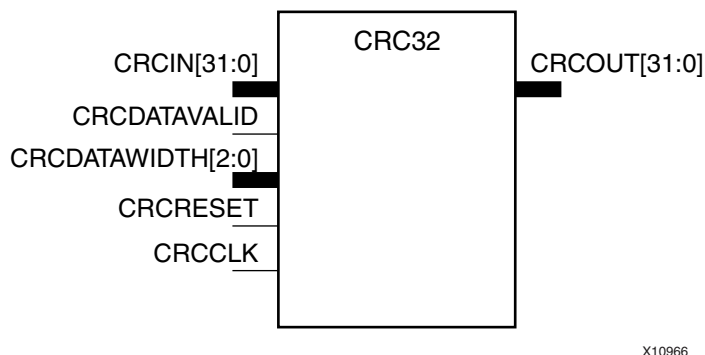 CRC32
CRCIN[31:0]
CRCOUT[31:0]
CRCDATAVALID
CRCDATAWIDTH[2:0]
CRCRESET
CRCCLK
X10966